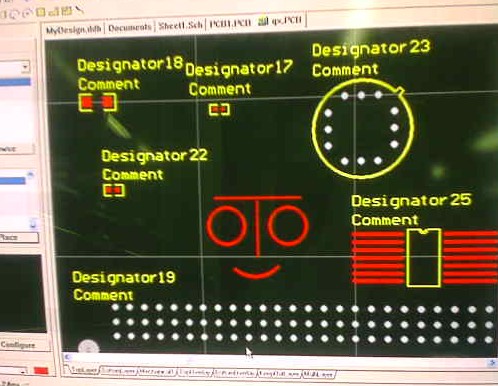 MyDesign.ddb Documents Sheet1.Sch PCB1.PCB qs.PCB
Designator18
Comment
Designator17
Comment
Designator23
Comment
Designator22
Comment
Designator25
Comment
Designator19
Comment
Place
Configure
TopLayer